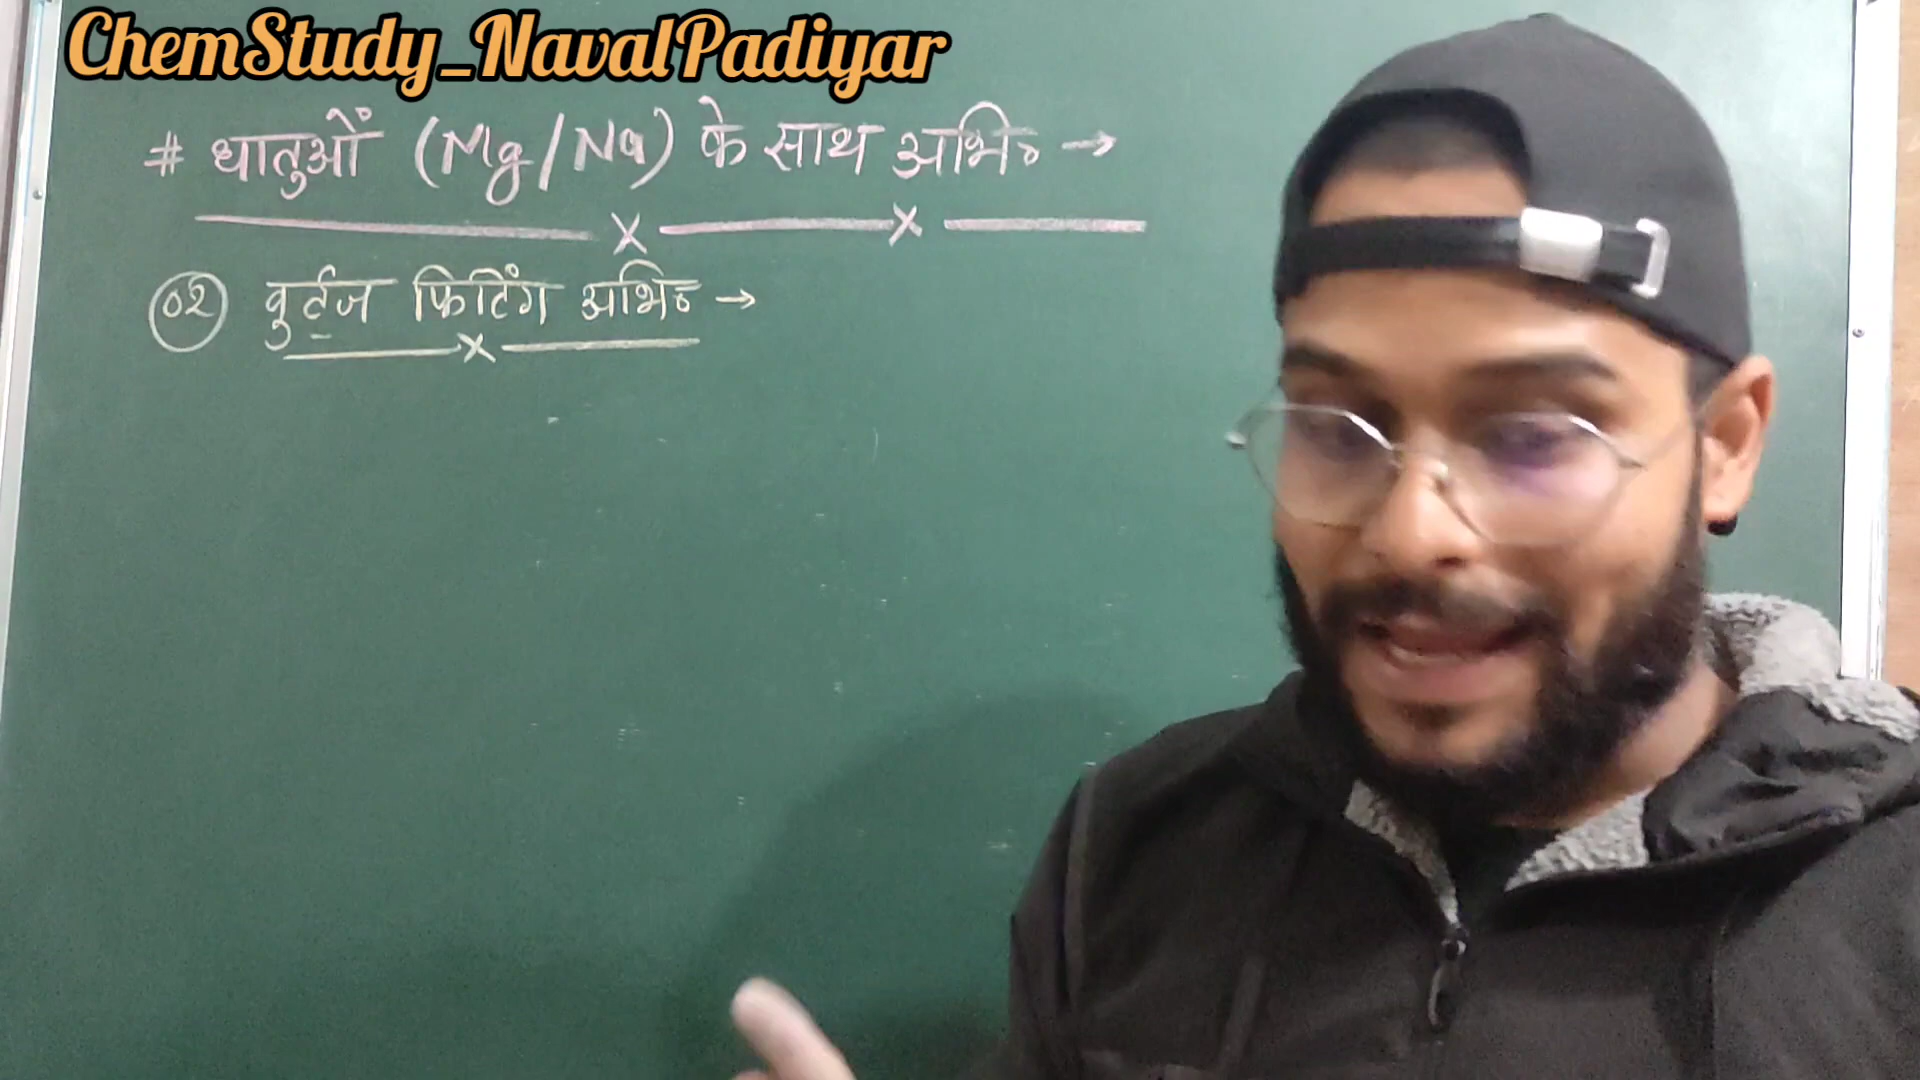 ChemStudy_NavalPadiyar
# धातुओं (Mg/Na) के साथ अभि० →
02 वुर्टज फिटिंग अभि० →